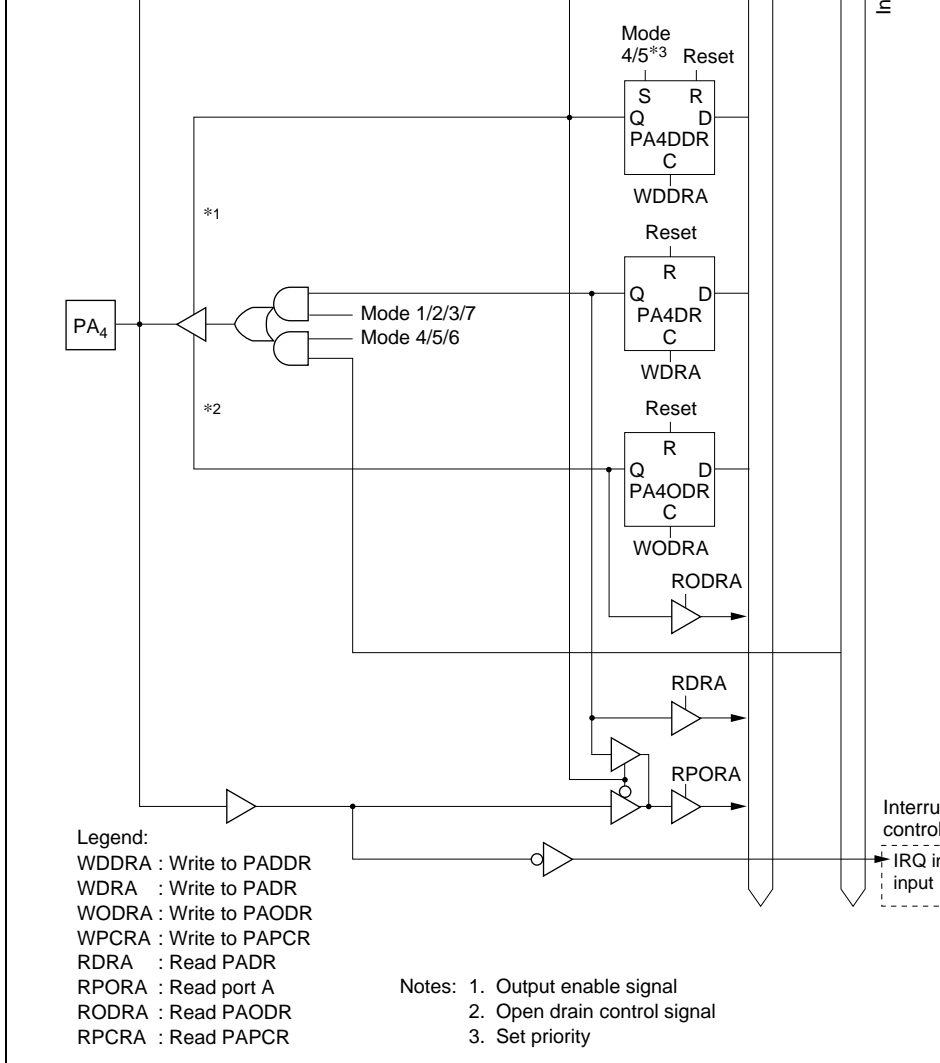 Mode
4/5*3 Reset
S R
Q D
PA4DDR
C
WDDRA
*1
Reset
R
Q D
PA4DR
C
WDRA
Mode 1/2/3/7
Mode 4/5/6
PA4
*2
Reset
R
Q D
PA4ODR
C
WODRA
RODRA
RDRA
RPORA
Legend:
WDDRA : Write to PADDR
WDRA : Write to PADR
WODRA : Write to PAODR
WPCRA : Write to PAPCR
RDRA : Read PADR
RPORA : Read port A
RODRA : Read PAODR
RPCRA : Read PAPCR
Notes: 1. Output enable signal
2. Open drain control signal
3. Set priority
control
IRQ
input